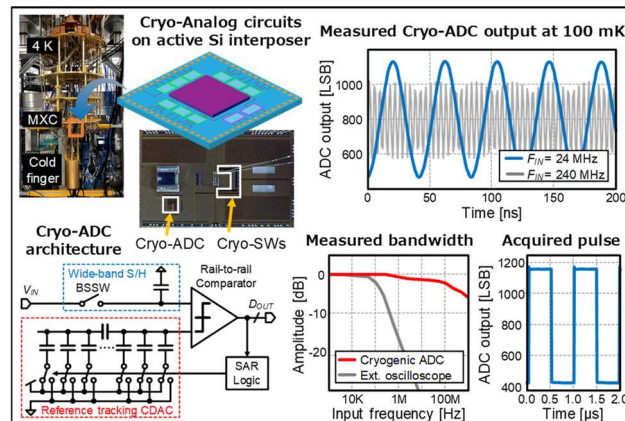 4 K
MXC
Cold
finger
Cryo-Analog circuits
on active Si interposer
Cryo-ADC
Cryo-SWs
Measured Cryo-ADC output at 100 mK
ADC output [LSB]
1000
800
600
FIN = 24 MHz
FIN = 240 MHz
0
50
100
150
200
Time [ns]
Cryo-ADC
architecture
Wide-band S/H
BSSW
VIN
Rail-to-rail
Comparator
DOUT
SAR
Logic
Reference tracking CDAC
Measured bandwidth
Amplitude [dB]
0
-10
-20
Cryogenic ADC
Ext. oscilloscope
10K
1M
100M
Input frequency [Hz]
Acquired pulse
ADC output [LSB]
1200
1000
800
600
400
0.0
0.5
1.0
1.5
2.0
Time [µs]